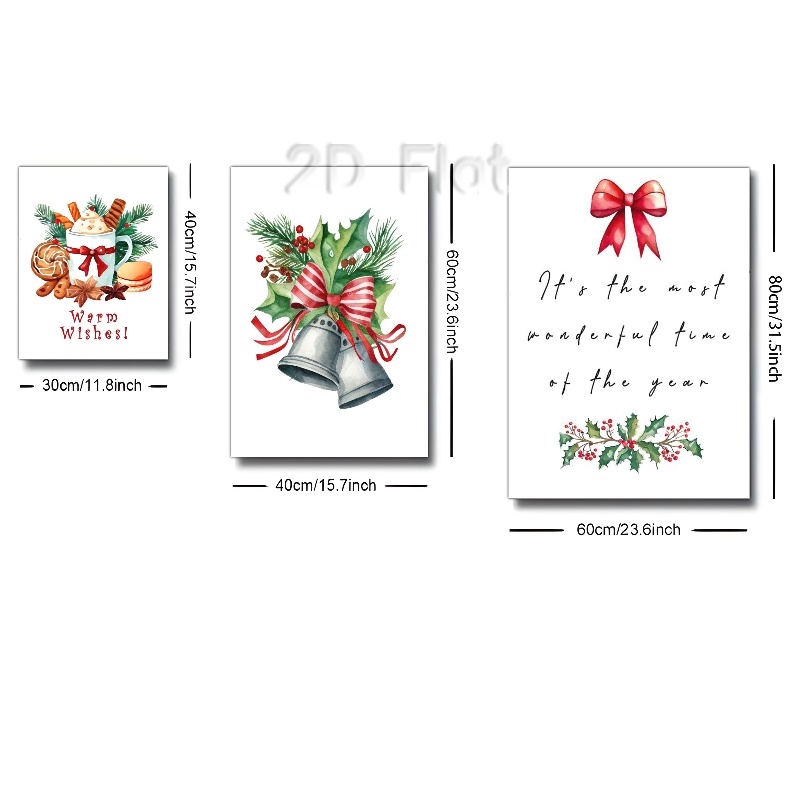 2D Flat
Warm
Wishes!
40cm/15.7inch
30cm/11.8inch
60cm/23.6inch
40cm/15.7inch
It's the most
wonderful time
of the year
80cm/31.5inch
60cm/23.6inch